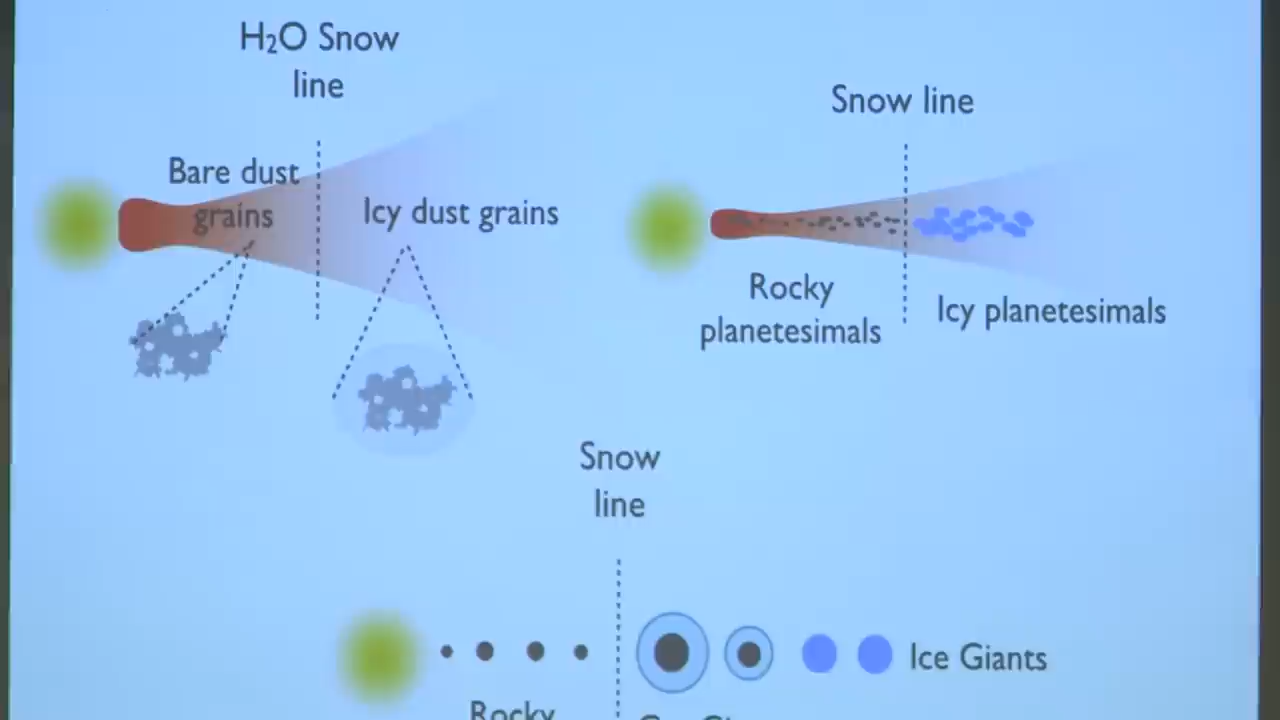 H₂O Snow
line
Bare dust
grains
Icy dust grains
Snow line
Rocky
planetesimals
Icy planetesimals
Snow
line
Ice Giants
Rocky